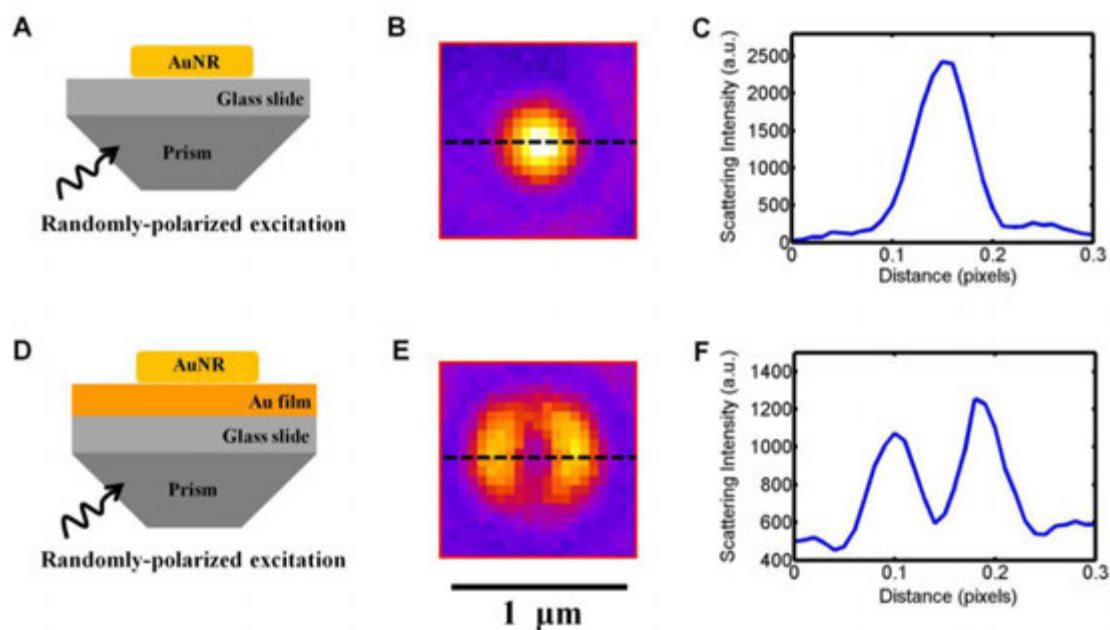 A
AuNR
Glass slide
Prism
Randomly-polarized excitation
B
C
Scattering Intensity (a.u.)
2500
2000
1500
1000
500
0
0
0.1
0.2
0.3
Distance (pixels)
D
AuNR
Au film
Glass slide
Prism
Randomly-polarized excitation
E
1 μm
F
Scattering Intensity (a.u.)
1400
1200
1000
800
600
400
0
0.1
0.2
0.3
Distance (pixels)